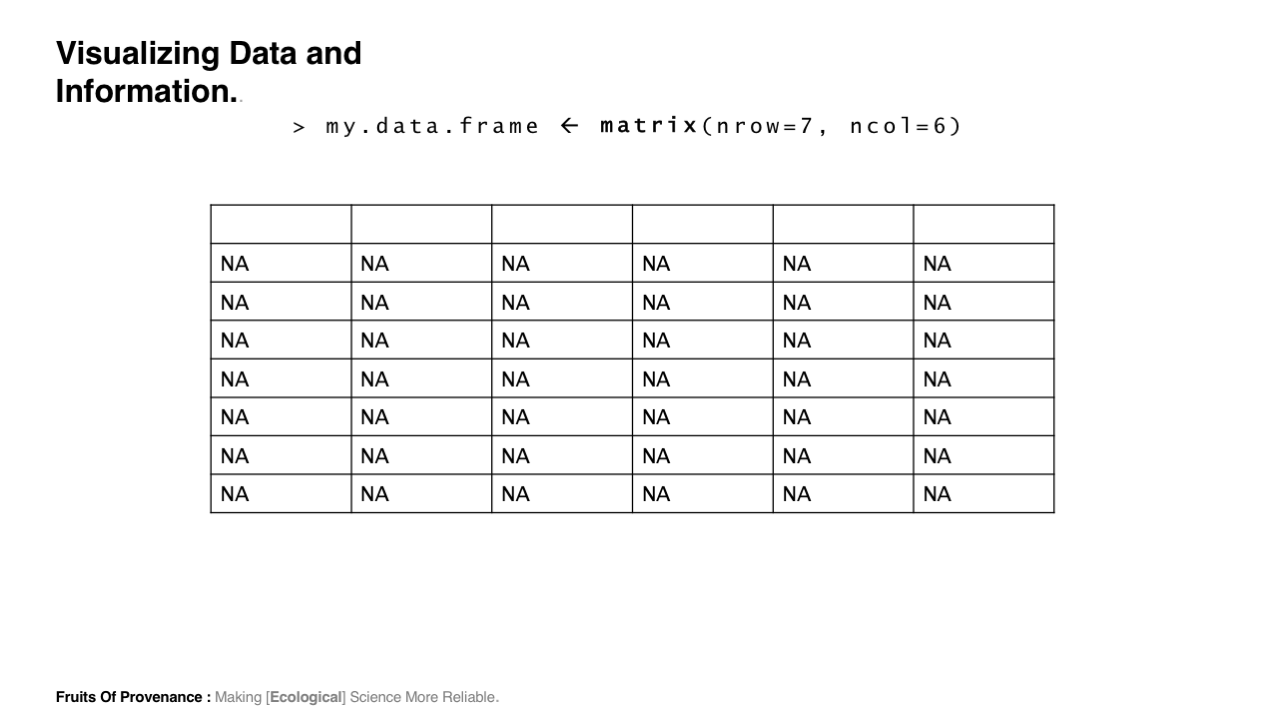 Visualizing Data and
Information..
> my.data.frame ← matrix(nrow=7, ncol=6)
NA NA NA NA NA NA
NA NA NA NA NA NA
NA NA NA NA NA NA
NA NA NA NA NA NA
NA NA NA NA NA NA
NA NA NA NA NA NA
NA NA NA NA NA NA
Fruits Of Provenance : Making [Ecological] Science More Reliable.